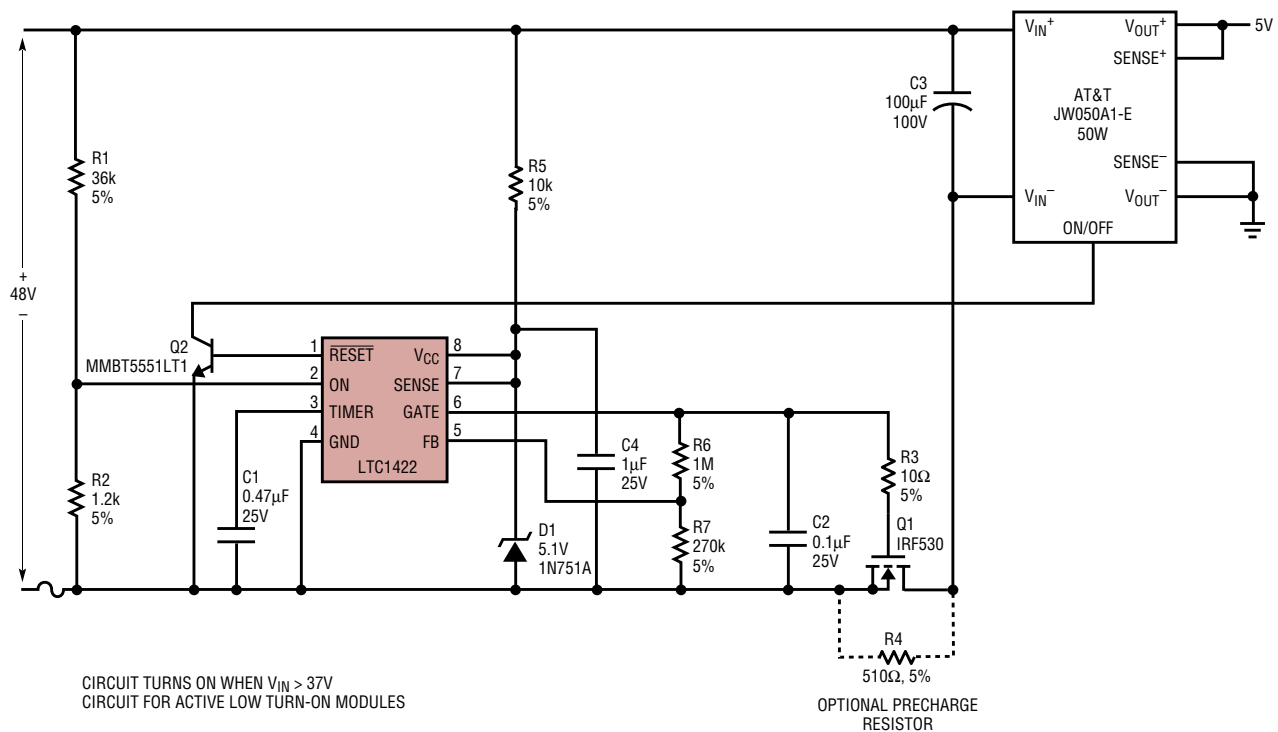 +
48V
–
R1
36k
5%
R2
1.2k
5%
Q2
MMBT5551LT1
C1
0.47µF
25V
1
2
3
4
RESET
ON
TIMER
GND
VCC
SENSE
GATE
FB
LTC1422
8
7
6
5
R5
10k
5%
D1
5.1V
1N751A
C4
1µF
25V
R6
1M
5%
R7
270k
5%
C2
0.1µF
25V
R3
10Ω
5%
Q1
IRF530
R4
510Ω, 5%
OPTIONAL PRECHARGE
RESISTOR
C3
100µF
100V
VIN+
VIN–
AT&T
JW050A1-E
50W
VOUT+
SENSE+
SENSE–
VOUT–
ON/OFF
5V
CIRCUIT TURNS ON WHEN VIN > 37V
CIRCUIT FOR ACTIVE LOW TURN-ON MODULES